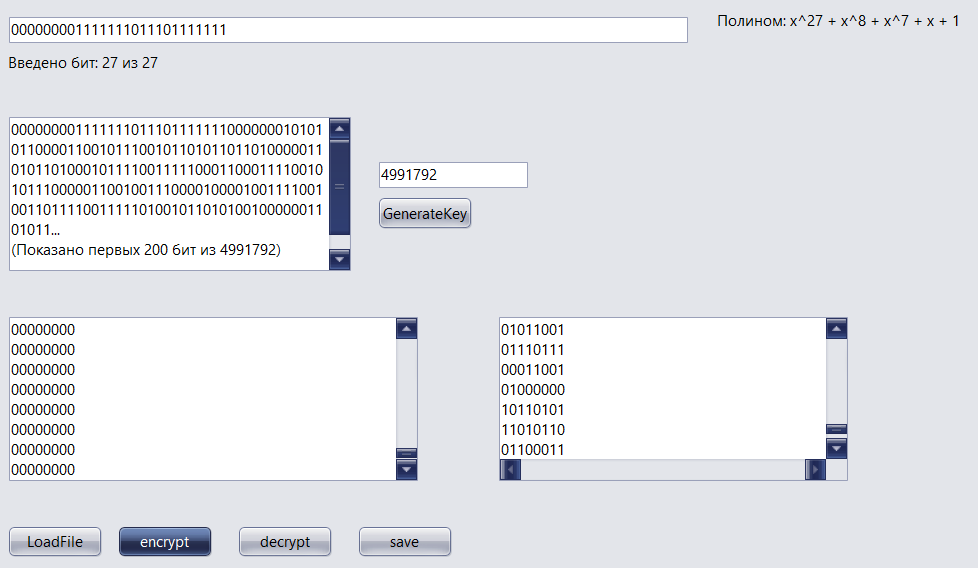 000000001111111011101111111
Полином: x^27 + x^8 + x^7 + x + 1
Введено бит: 27 из 27
000000001111111011101111111000000010101
011000011001011100101101011011010000011
010110100010111100111110001100011110010
101110000011001001110000100001001111001
001101111001111101001011010100100000011
01011...
(Показано первых 200 бит из 4991792)
4991792
GenerateKey
00000000
00000000
00000000
00000000
00000000
00000000
00000000
00000000
01011001
01110111
00011001
01000000
10110101
11010110
01100011
LoadFile
encrypt
decrypt
save